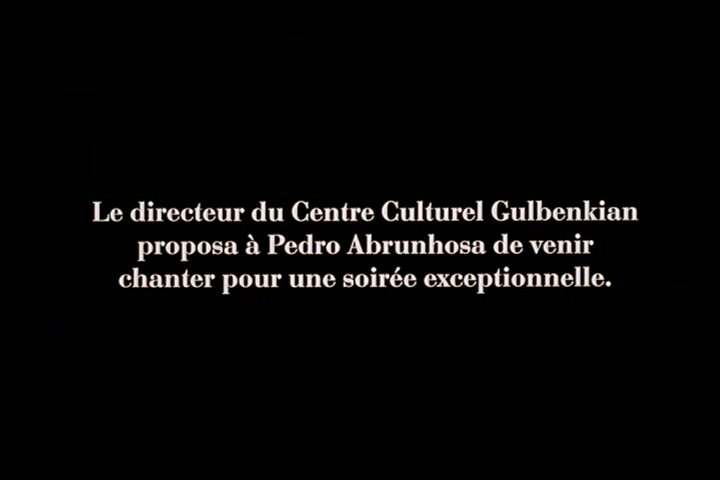 Le directeur du Centre Culturel Gulbenkian
proposa à Pedro Abrunhosa de venir
chanter pour une soirée exceptionnelle.